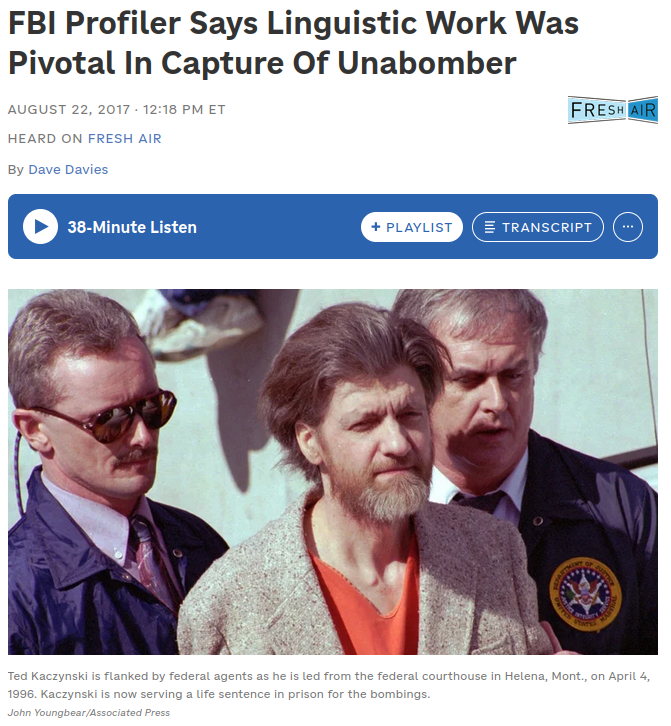 FBI Profiler Says Linguistic Work Was
Pivotal In Capture Of Unabomber
AUGUST 22, 2017 · 12:18 PM ET
FRESH AIR
HEARD ON FRESH AIR
By Dave Davies
38-Minute Listen
+ PLAYLIST
TRANSCRIPT
···
DEPARTMENT OF JUSTICE
Ted Kaczynski is flanked by federal agents as he is led from the federal courthouse in Helena, Mont., on April 4,
1996. Kaczynski is now serving a life sentence in prison for the bombings.
John Youngbear/Associated Press